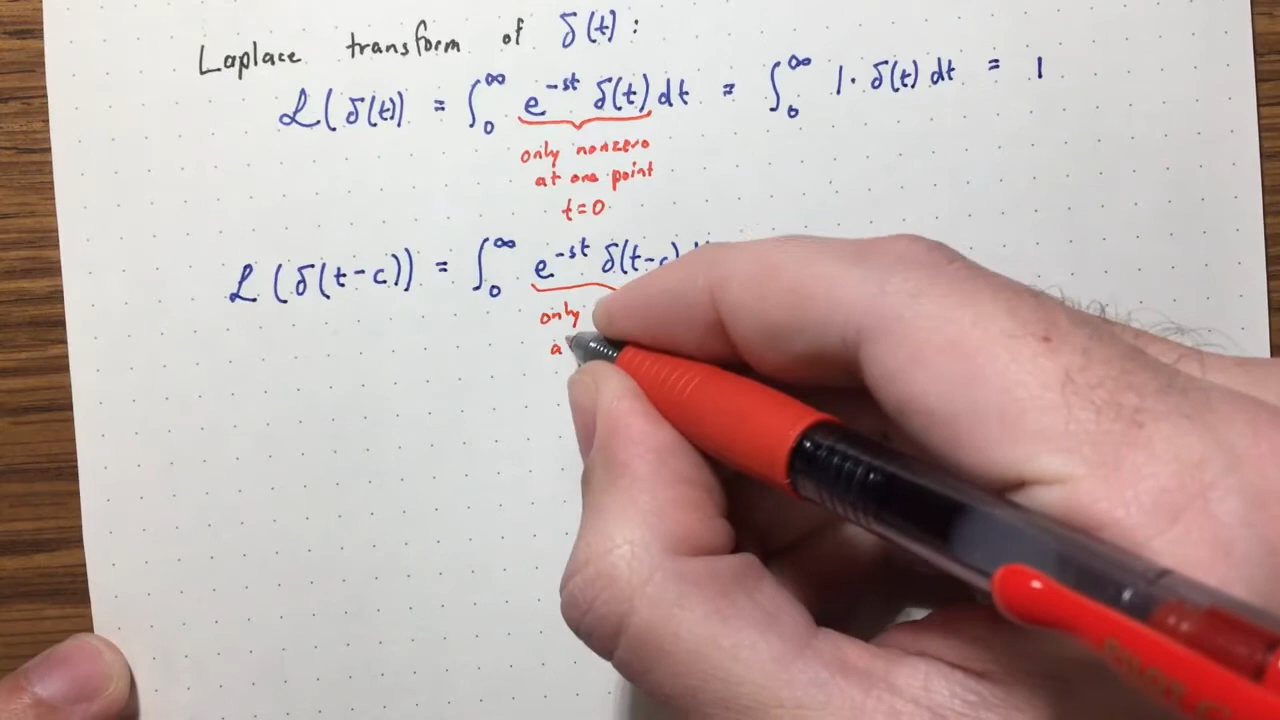 Laplace transform of δ(t):
ℒ(δ(t)) = ∫₀^∞ e^{-st} δ(t) dt = ∫₀^∞ 1· δ(t) dt = 1
only nonzero
at one point
t=0
ℒ(δ(t-c)) = ∫₀^∞ e^{-st} δ(t-c)
only
a